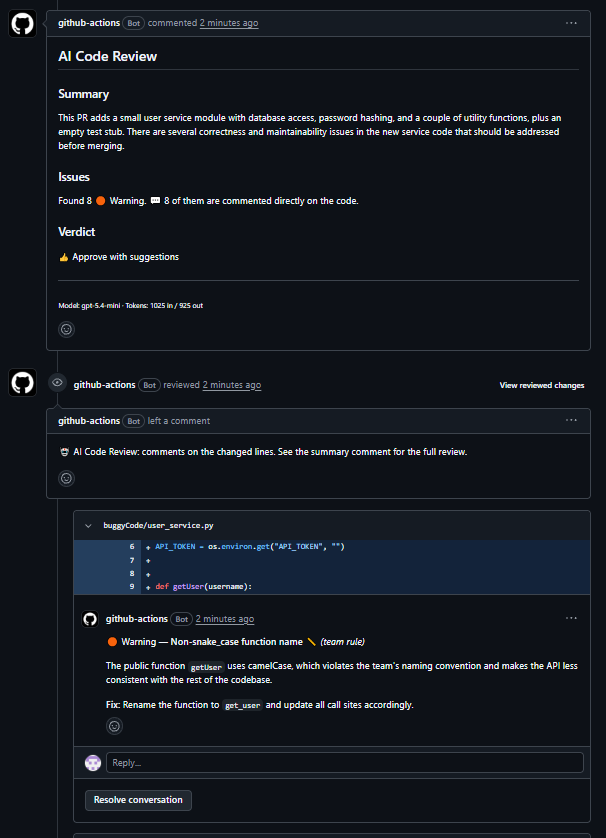 github-actions Bot commented 2 minutes ago
AI Code Review
Summary
This PR adds a small user service module with database access, password hashing, and a couple of utility functions, plus an
empty test stub. There are several correctness and maintainability issues in the new service code that should be addressed
before merging.
Issues
Found 8 🟠 Warning. 💬 8 of them are commented directly on the code.
Verdict
👍 Approve with suggestions
Model: gpt-5.4-mini · Tokens: 1025 in / 925 out
github-actions Bot reviewed 2 minutes ago
View reviewed changes
github-actions Bot left a comment
AI Code Review: comments on the changed lines. See the summary comment for the full review.
buggyCode/user_service.py
6 + API_TOKEN = os.environ.get("API_TOKEN", "")
7 +
8 +
9 + def getUser(username):
github-actions Bot 2 minutes ago
🟠 Warning — Non-snake_case function name 📏 (team rule)
The public function getUser uses camelCase, which violates the team's naming convention and makes the API less
consistent with the rest of the codebase.
Fix: Rename the function to get_user and update all call sites accordingly.
Reply...
Resolve conversation